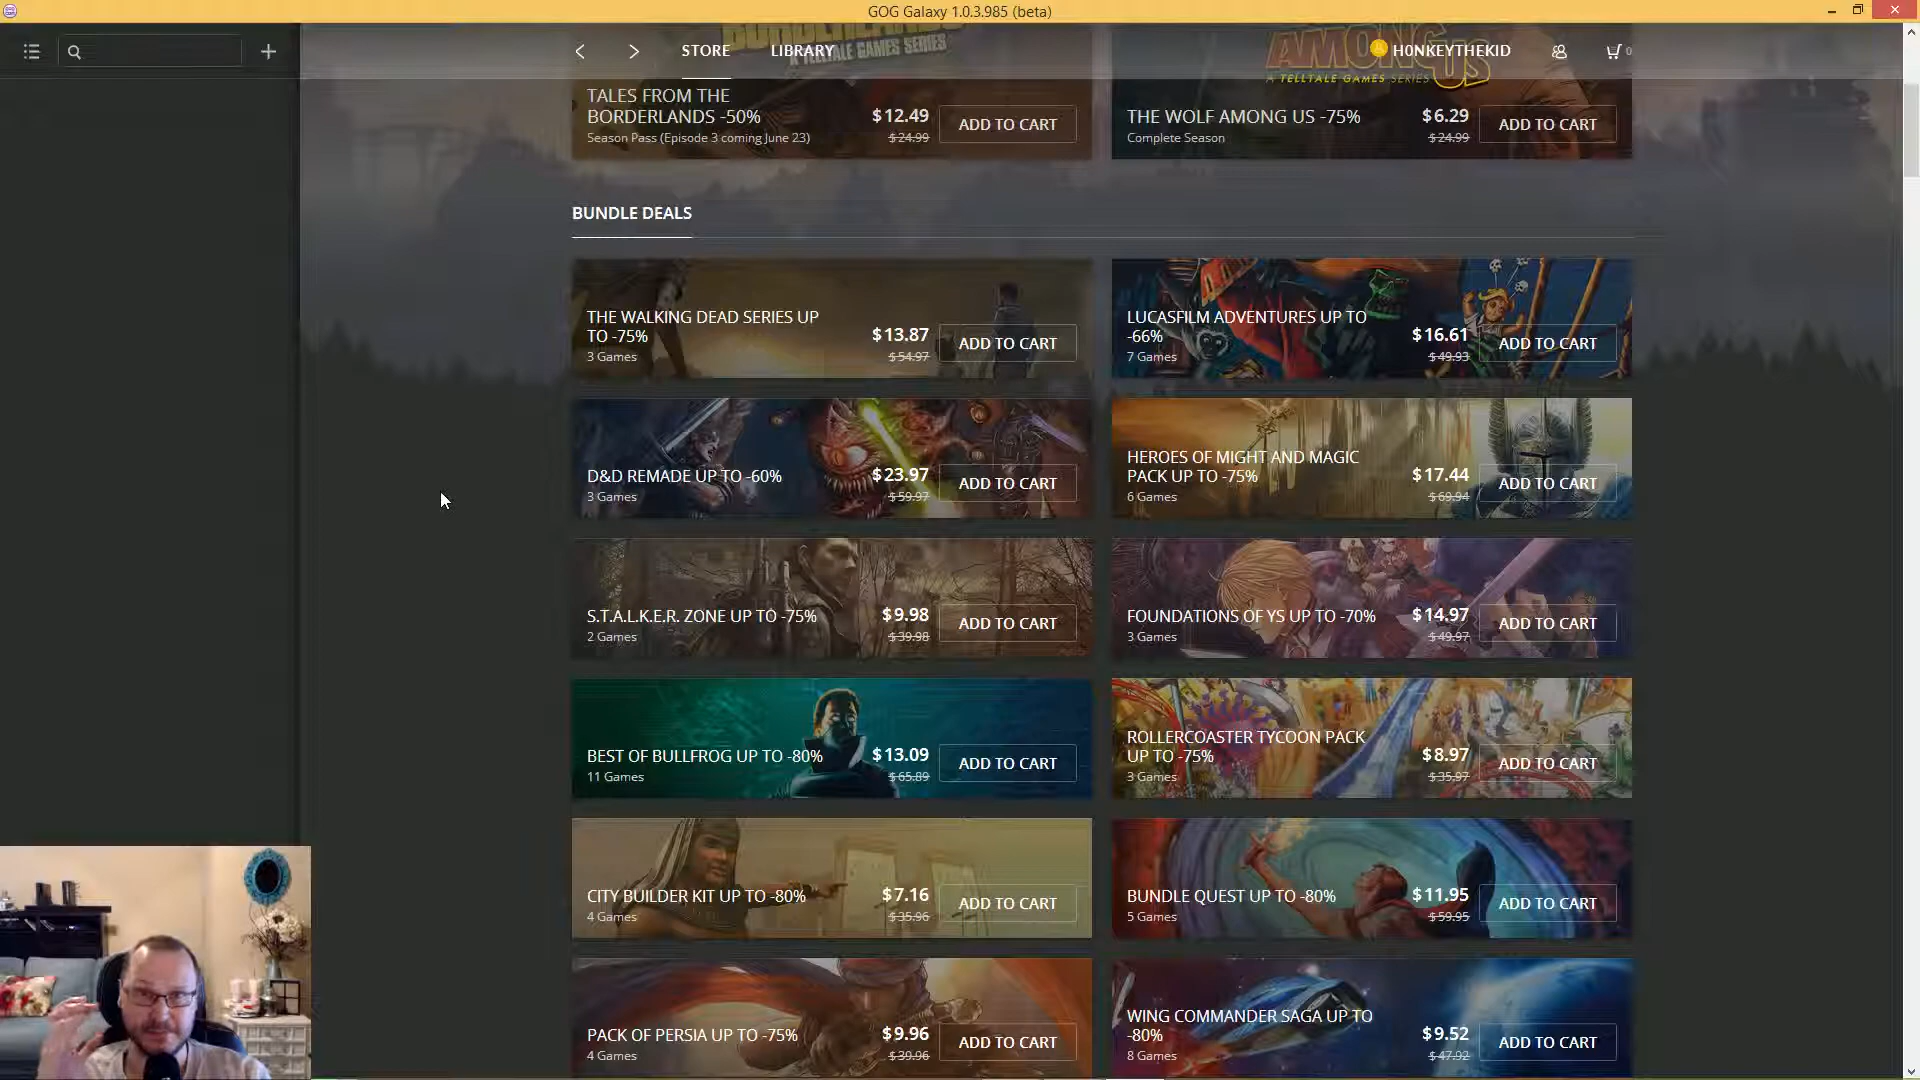 GOG Galaxy 1.0.3.985 (beta)
STORE
LIBRARY
H0NKEYTHEKID
0
A TELLTALE GAMES SERIES
AMONG US
A TELLTALE GAMES SERIES
TALES FROM THE
BORDERLANDS -50%
Season Pass (Episode 3 coming June 23)
$12.49
$24.99
ADD TO CART
THE WOLF AMONG US -75%
Complete Season
$6.29
$24.99
ADD TO CART
BUNDLE DEALS
THE WALKING DEAD SERIES UP
TO -75%
3 Games
$13.87
$54.97
ADD TO CART
LUCASFILM ADVENTURES UP TO
-66%
7 Games
$16.61
$49.93
ADD TO CART
D&D REMADE UP TO -60%
3 Games
$23.97
$59.97
ADD TO CART
HEROES OF MIGHT AND MAGIC
PACK UP TO -75%
6 Games
$17.44
$69.94
ADD TO CART
S.T.A.L.K.E.R. ZONE UP TO -75%
2 Games
$9.98
$39.98
ADD TO CART
FOUNDATIONS OF YS UP TO -70%
3 Games
$14.97
$49.97
ADD TO CART
BEST OF BULLFROG UP TO -80%
11 Games
$13.09
$65.89
ADD TO CART
ROLLERCOASTER TYCOON PACK
UP TO -75%
3 Games
$8.97
$35.97
ADD TO CART
CITY BUILDER KIT UP TO -80%
4 Games
$7.16
$35.96
ADD TO CART
BUNDLE QUEST UP TO -80%
5 Games
$11.95
$59.95
ADD TO CART
PACK OF PERSIA UP TO -75%
4 Games
$9.96
$39.96
ADD TO CART
WING COMMANDER SAGA UP TO
-80%
8 Games
$9.52
$47.92
ADD TO CART